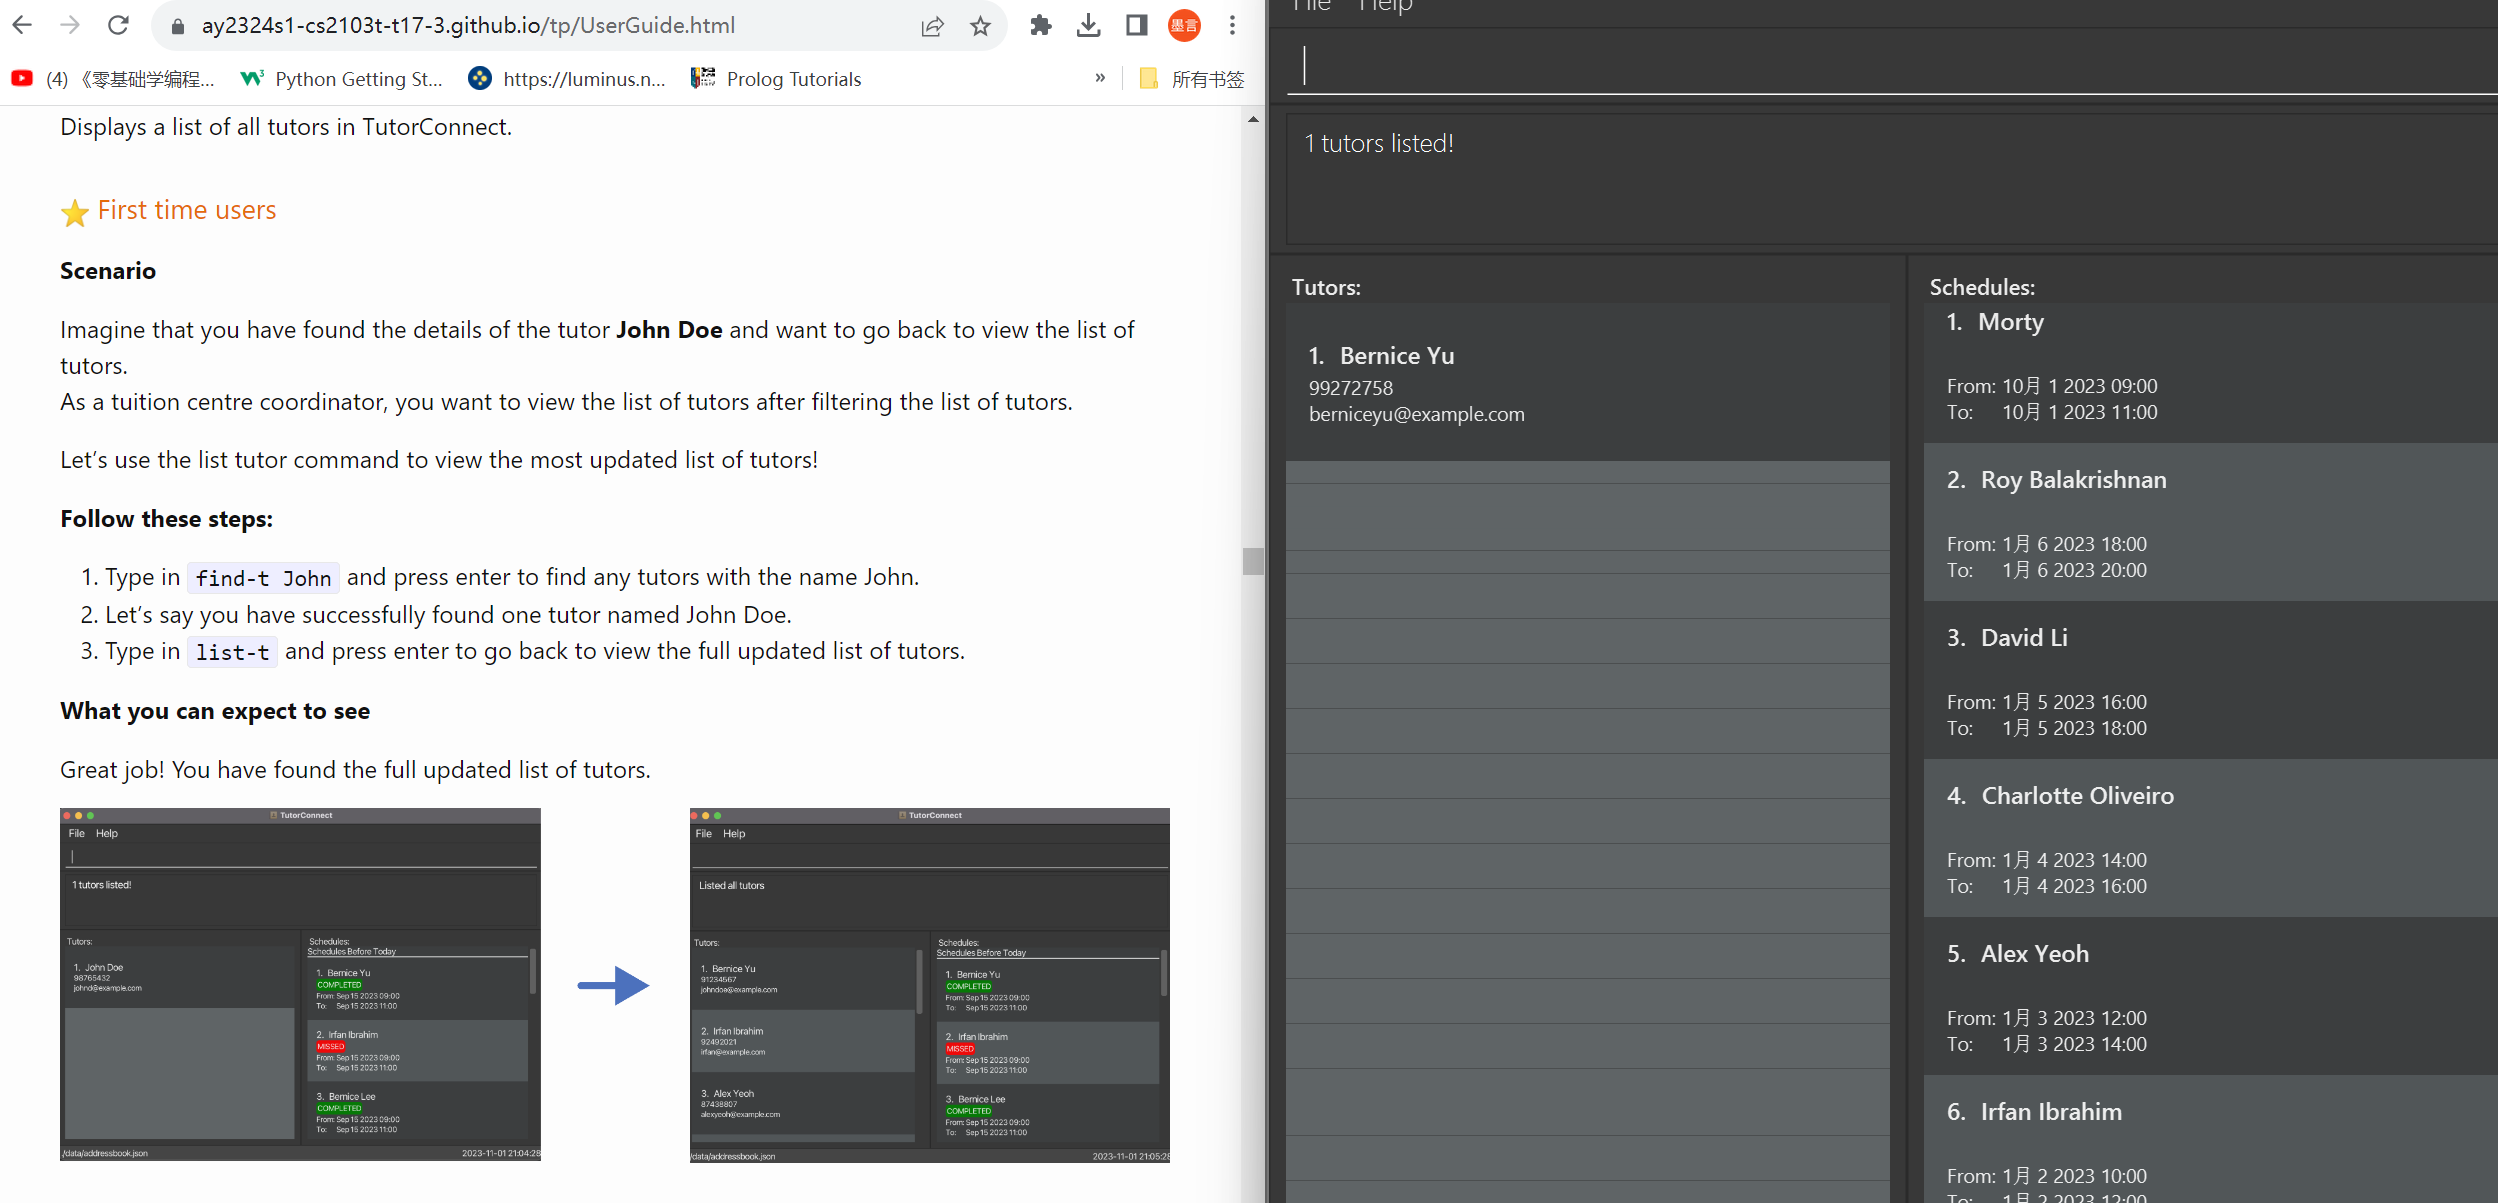 ay2324s1-cs2103t-t17-3.github.io/tp/UserGuide.html
墨言
(4) 《零基础学编程...
Python Getting St...
https://luminus.n...
Prolog Tutorials
»
所有书签
Displays a list of all tutors in TutorConnect.
First time users
Scenario
Imagine that you have found the details of the tutor John Doe and want to go back to view the list of
tutors.
As a tuition centre coordinator, you want to view the list of tutors after filtering the list of tutors.
Let's use the list tutor command to view the most updated list of tutors!
Follow these steps:
1. Type in find-t John and press enter to find any tutors with the name John.
2. Let's say you have successfully found one tutor named John Doe.
3. Type in list-t and press enter to go back to view the full updated list of tutors.
What you can expect to see
Great job! You have found the full updated list of tutors.
TutorConnect
File Help
1 tutors listed!
Tutors:
1. John Doe
98765432
johnd@example.com
Schedules:
Schedules Before Today
1. Bernice Yu
COMPLETED
From: Sep 15 2023 09:00
To: Sep 15 2023 11:00
2. Irfan Ibrahim
MISSED
From: Sep 15 2023 09:00
To: Sep 15 2023 11:00
3. Bernice Lee
COMPLETED
From: Sep 15 2023 09:00
To: Sep 15 2023 11:00
./data/addressbook.json
2023-11-01 21:04:28
TutorConnect
File Help
Listed all tutors
Tutors:
1. Bernice Yu
91234567
johndoe@example.com
2. Irfan Ibrahim
92492021
irfan@example.com
3. Alex Yeoh
87438807
alexyeoh@example.com
Schedules:
Schedules Before Today
1. Bernice Yu
COMPLETED
From: Sep 15 2023 09:00
To: Sep 15 2023 11:00
2. Irfan Ibrahim
MISSED
From: Sep 15 2023 09:00
To: Sep 15 2023 11:00
3. Bernice Lee
COMPLETED
From: Sep 15 2023 09:00
To: Sep 15 2023 11:00
/data/addressbook.json
2023-11-01 21:05:28
File Help
1 tutors listed!
Tutors:
1. Bernice Yu
99272758
berniceyu@example.com
Schedules:
1. Morty
From: 10月 1 2023 09:00
To: 10月 1 2023 11:00
2. Roy Balakrishnan
From: 1月 6 2023 18:00
To: 1月 6 2023 20:00
3. David Li
From: 1月 5 2023 16:00
To: 1月 5 2023 18:00
4. Charlotte Oliveiro
From: 1月 4 2023 14:00
To: 1月 4 2023 16:00
5. Alex Yeoh
From: 1月 3 2023 12:00
To: 1月 3 2023 14:00
6. Irfan Ibrahim
From: 1月 2 2023 10:00
To: 1月 2 2023 12:00